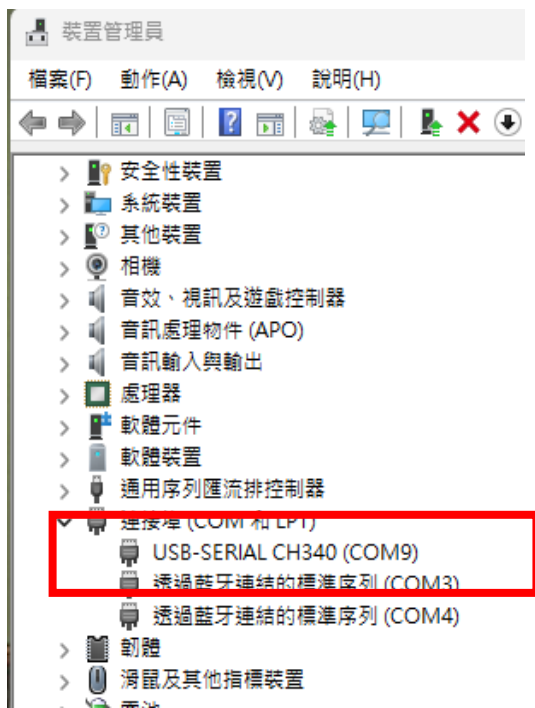 裝置管理員
檔案(F) 動作(A) 檢視(V) 說明(H)
安全性裝置
系統裝置
其他裝置
相機
音效、視訊及遊戲控制器
音訊處理物件 (APO)
音訊輸入與輸出
處理器
軟體元件
軟體裝置
通用序列匯流排控制器
連接埠 (COM 和 LPT)
USB-SERIAL CH340 (COM9)
透過藍牙連結的標準序列 (COM3)
透過藍牙連結的標準序列 (COM4)
韌體
滑鼠及其他指標裝置